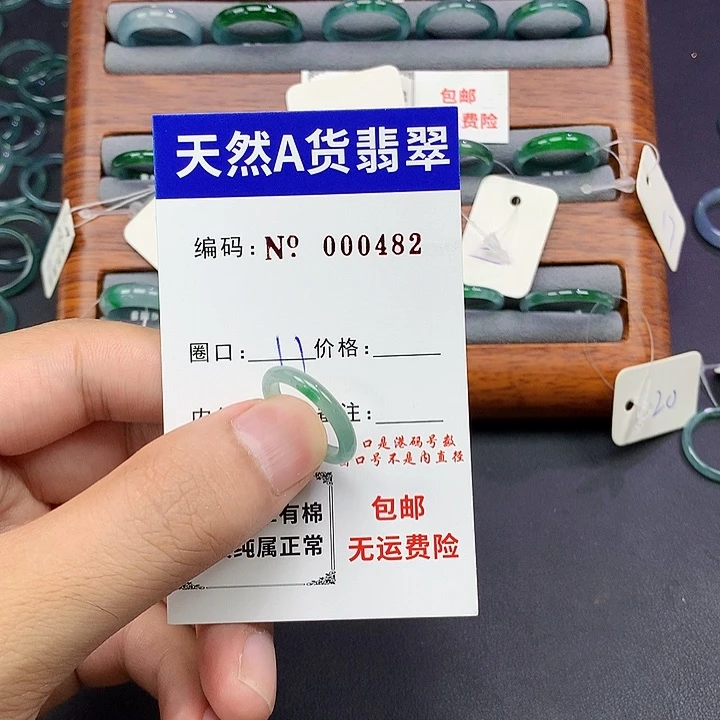 包邮
费险
天然A货翡翠
编码: Nº 000482
圈口: 11 价格:
注:
口是港码号数
口号不是内直径
有棉
纯属正常
包邮
无运费险
17
20